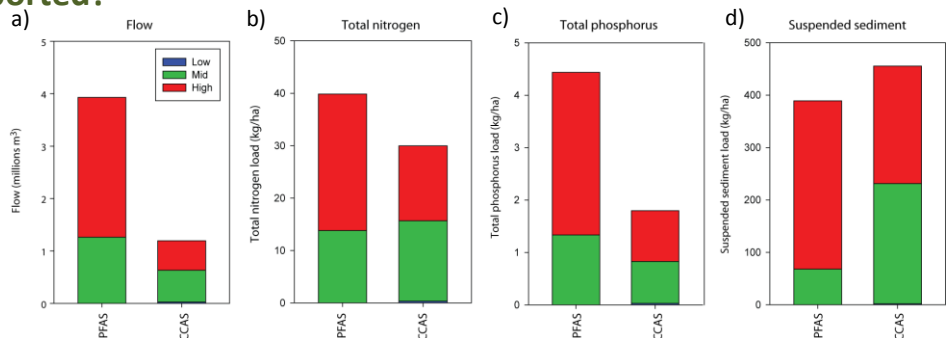 ported?
a) Flow
Flow (millions m³)
5
4
3
2
1
0
Low
Mid
High
PFAS
CCAS
b) Total nitrogen
Total nitrogen load (kg/ha)
50
40
30
20
10
0
PFAS
CCAS
c) Total phosphorus
Total phosphorus load (kg/ha)
5
4
3
2
1
0
PFAS
CCAS
d) Suspended sediment
Suspended sediment load (kg/ha)
500
400
300
200
100
0
PFAS
CCAS